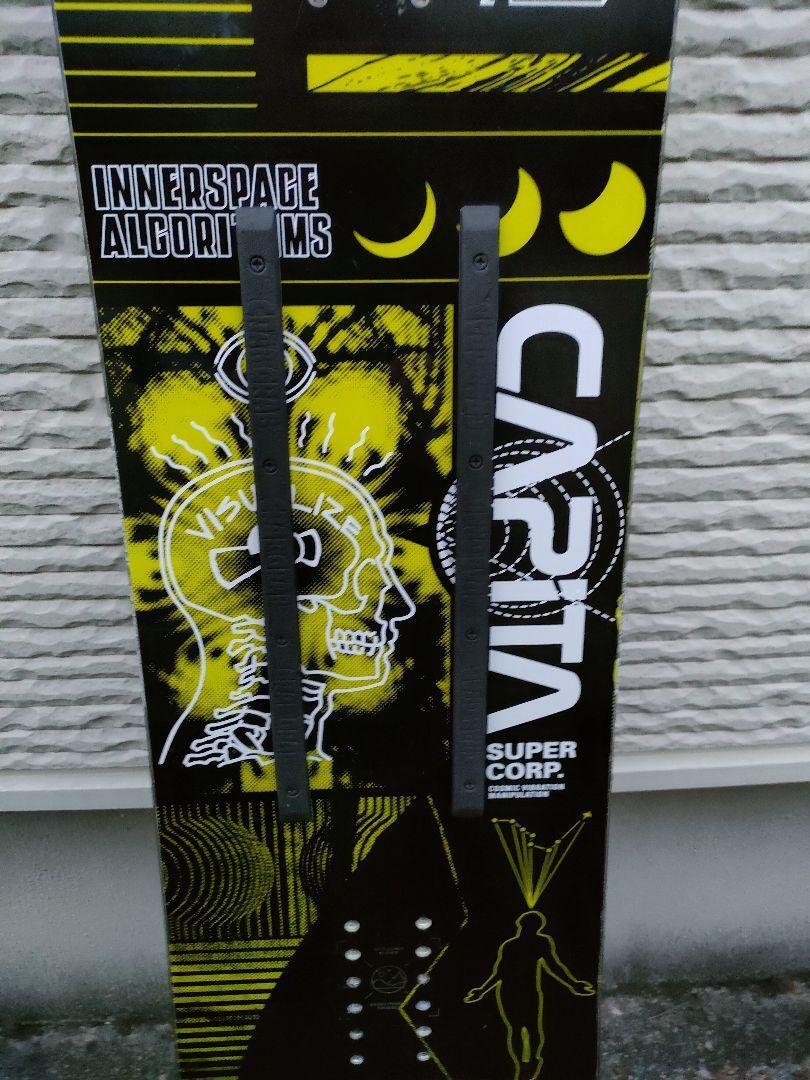 INNERSPACE
ALGORITHMS
VISUALIZE
CAPITA
SUPER
CORP.
COSMIC VIBRATION
MANIPULATION